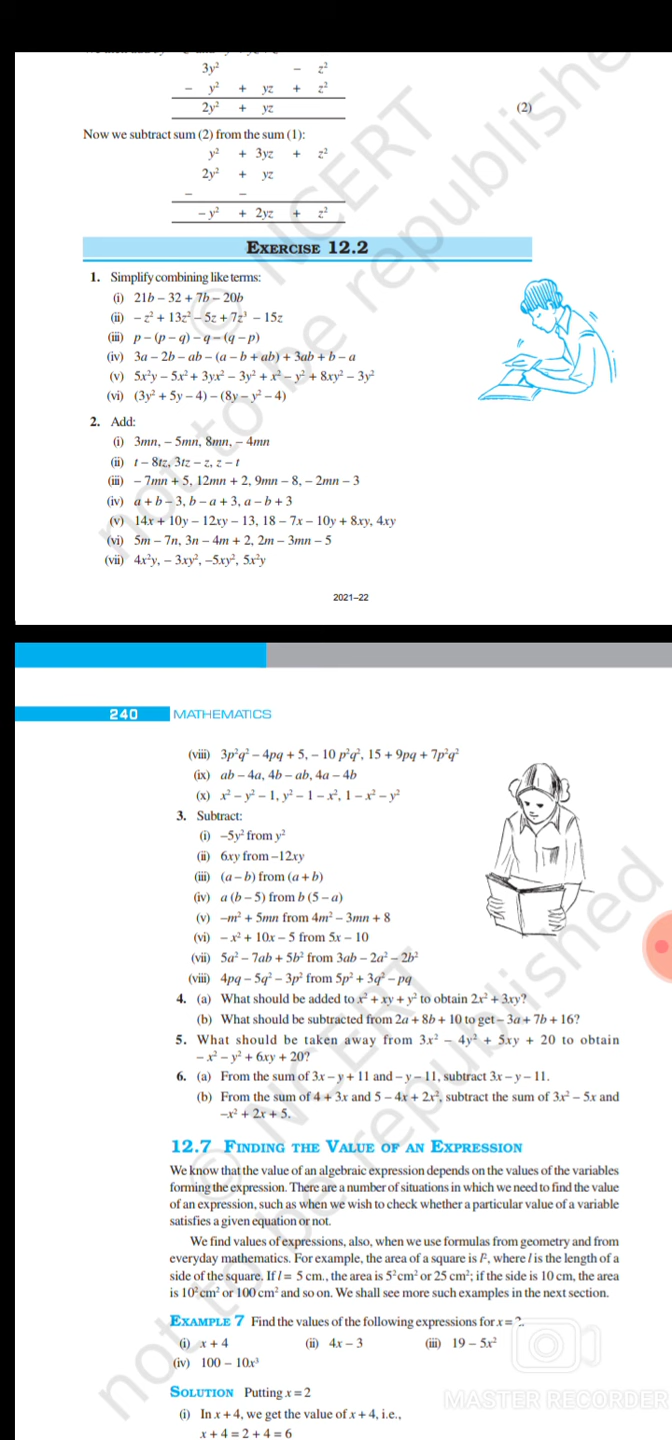 3y² – z²
– y² + yz + z²
2y² + yz (2)
Now we subtract sum (2) from the sum (1):
y² + 3yz + z²
2y² + yz
– –
– y² + 2yz + z²
EXERCISE 12.2
1. Simplify combining like terms:
(i) 21b – 32 + 7b – 20b
(ii) – z² + 13z² – 5z + 7z³ – 15z
(iii) p – (p – q) – q – (q – p)
(iv) 3a – 2b – ab – (a – b + ab) + 3ab + b – a
(v) 5x²y – 5x² + 3yx² – 3y² + x² – y² + 8xy² – 3y²
(vi) (3y² + 5y – 4) – (8y – y² – 4)
2. Add:
(i) 3mn, – 5mn, 8mn, – 4mn
(ii) t – 8tz, 3tz – z, z – t
(iii) – 7mn + 5, 12mn + 2, 9mn – 8, – 2mn – 3
(iv) a + b – 3, b – a + 3, a – b + 3
(v) 14x + 10y – 12xy – 13, 18 – 7x – 10y + 8xy, 4xy
(vi) 5m – 7n, 3n – 4m + 2, 2m – 3mn – 5
(vii) 4x²y, – 3xy², –5xy², 5x²y
2021–22
240 MATHEMATICS
(viii) 3p²q² – 4pq + 5, – 10 p²q², 15 + 9pq + 7p²q²
(ix) ab – 4a, 4b – ab, 4a – 4b
(x) x² – y² – 1, y² – 1 – x², 1 – x² – y²
3. Subtract:
(i) –5y² from y²
(ii) 6xy from –12xy
(iii) (a – b) from (a + b)
(iv) a (b – 5) from b (5 – a)
(v) –m² + 5mn from 4m² – 3mn + 8
(vi) – x² + 10x – 5 from 5x – 10
(vii) 5a² – 7ab + 5b² from 3ab – 2a² – 2b²
(viii) 4pq – 5q² – 3p² from 5p² + 3q² – pq
4. (a) What should be added to x² + xy + y² to obtain 2x² + 3xy?
(b) What should be subtracted from 2a + 8b + 10 to get – 3a + 7b + 16?
5. What should be taken away from 3x² – 4y² + 5xy + 20 to obtain
– x² – y² + 6xy + 20?
6. (a) From the sum of 3x – y + 11 and – y – 11, subtract 3x – y – 11.
(b) From the sum of 4 + 3x and 5 – 4x + 2x², subtract the sum of 3x² – 5x and
–x² + 2x + 5.
12.7 FINDING THE VALUE OF AN EXPRESSION
We know that the value of an algebraic expression depends on the values of the variables
forming the expression. There are a number of situations in which we need to find the value
of an expression, such as when we wish to check whether a particular value of a variable
satisfies a given equation or not.
We find values of expressions, also, when we use formulas from geometry and from
everyday mathematics. For example, the area of a square is l², where l is the length of a
side of the square. If l = 5 cm., the area is 5² cm² or 25 cm²; if the side is 10 cm, the area
is 10² cm² or 100 cm² and so on. We shall see more such examples in the next section.
EXAMPLE 7 Find the values of the following expressions for x = 2.
(i) x + 4 (ii) 4x – 3 (iii) 19 – 5x²
(iv) 100 – 10x³
SOLUTION Putting x = 2
(i) In x + 4, we get the value of x + 4, i.e.,
x + 4 = 2 + 4 = 6
© NCERT
not to be republished
© NCERT
not to be republished
MASTER RECORDER